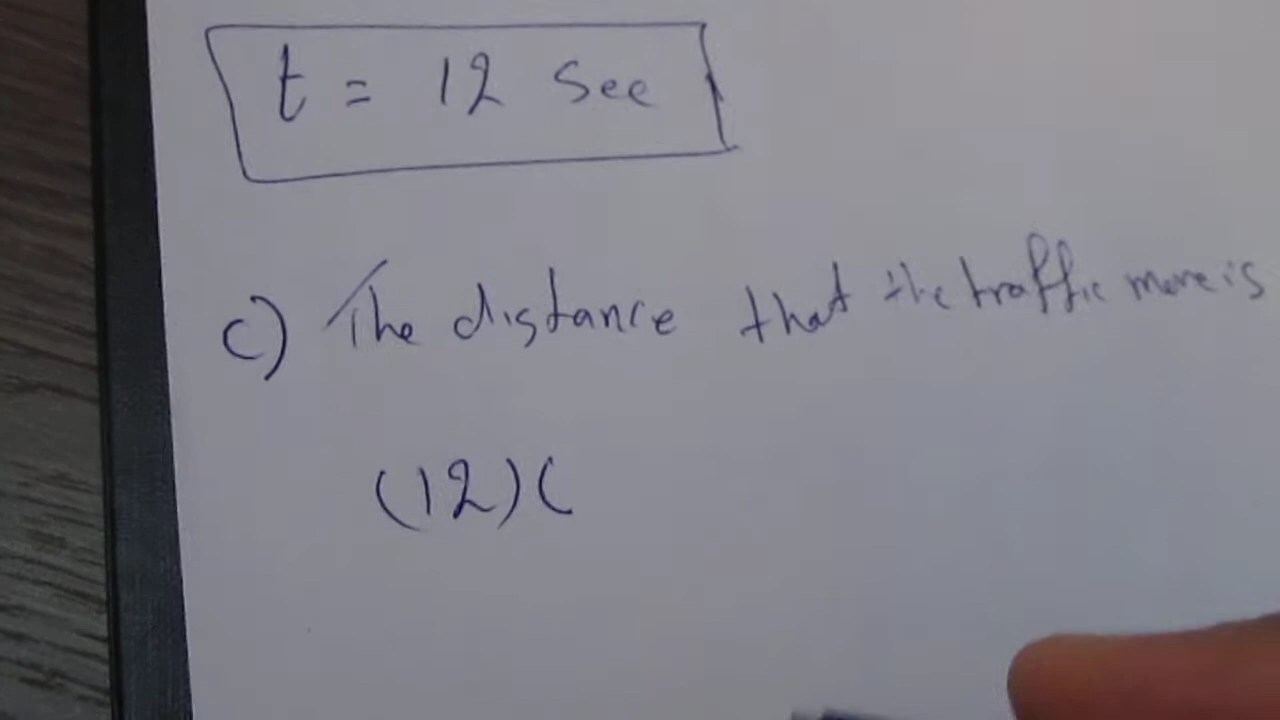 t = 12 sec
c) The distance that the traffic move is
(12)(